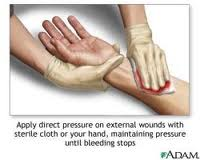 Apply direct pressure on external wounds with
sterile cloth or your hand, maintaining pressure
until bleeding stops
ADAM.